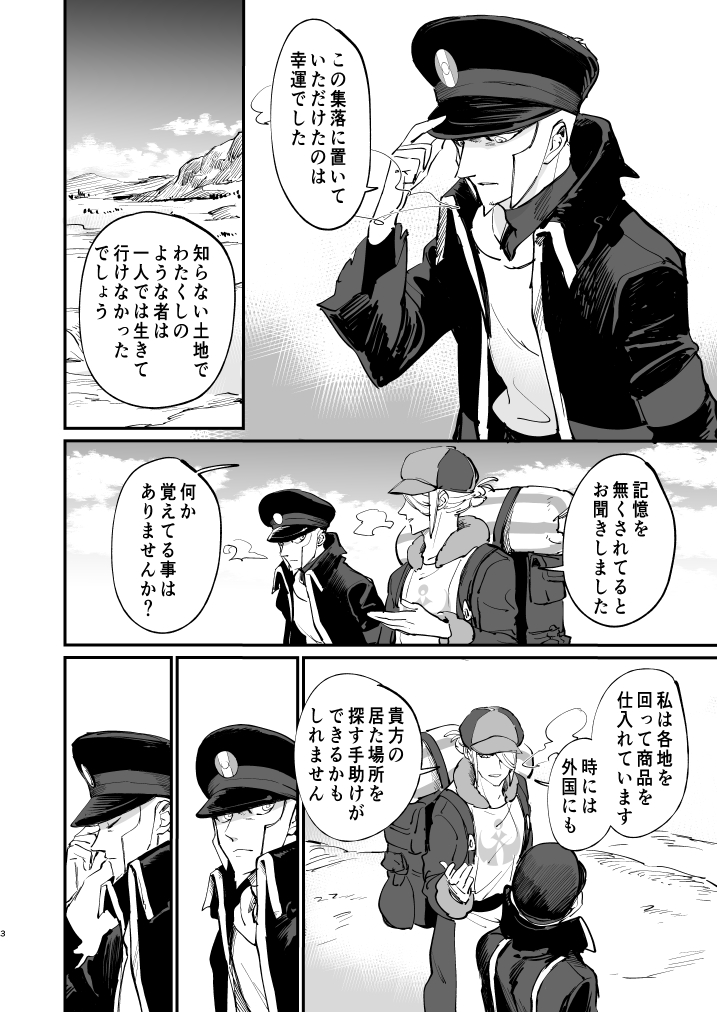 この集落に置いて
いただけたのは
幸運でした
知らない土地で
わたくしの
ような者は
一人では生きて
行けなかった
でしょう
記憶を
無くされてると
お聞きしました
何か
覚えてる事は
ありませんか？
私は各地を
回って商品を
仕入れています
時には
外国にも
貴方の
居た場所を
探す手助けが
できるかも
しれません
3